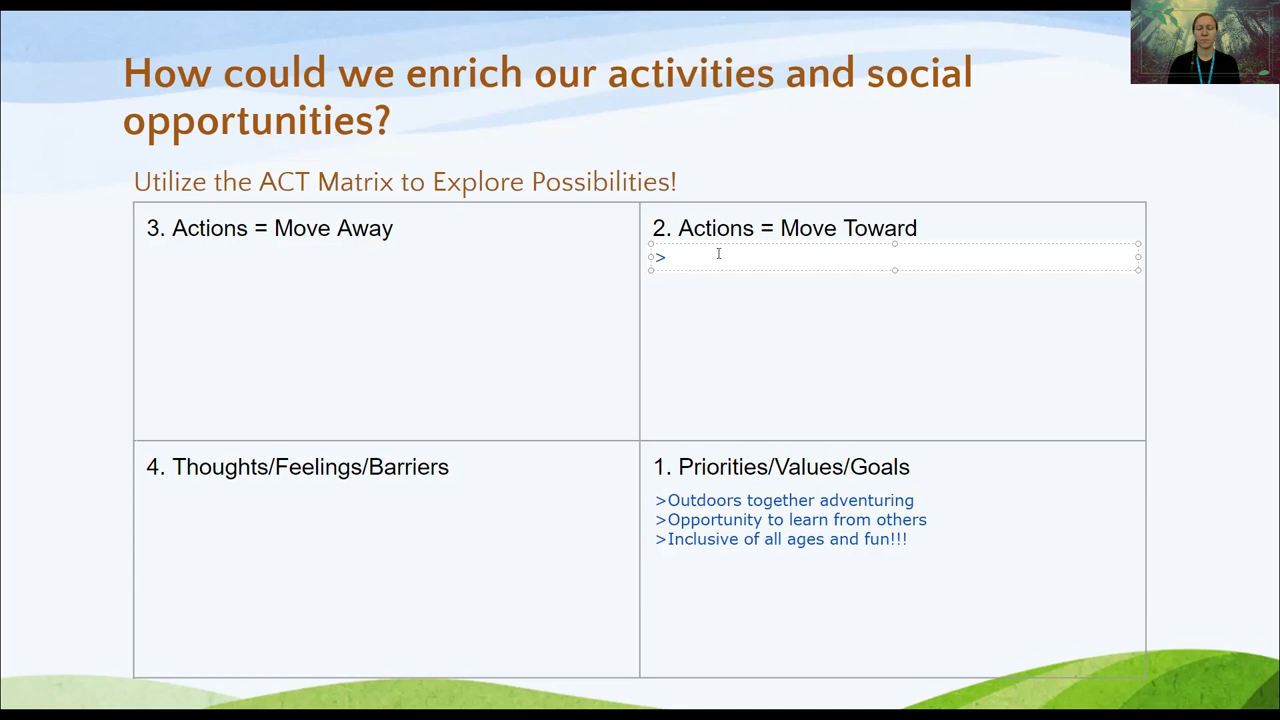 How could we enrich our activities and social
opportunities?
Utilize the ACT Matrix to Explore Possibilities!
3. Actions = Move Away
2. Actions = Move Toward
>
4. Thoughts/Feelings/Barriers
1. Priorities/Values/Goals
>Outdoors together adventuring
>Opportunity to learn from others
>Inclusive of all ages and fun!!!